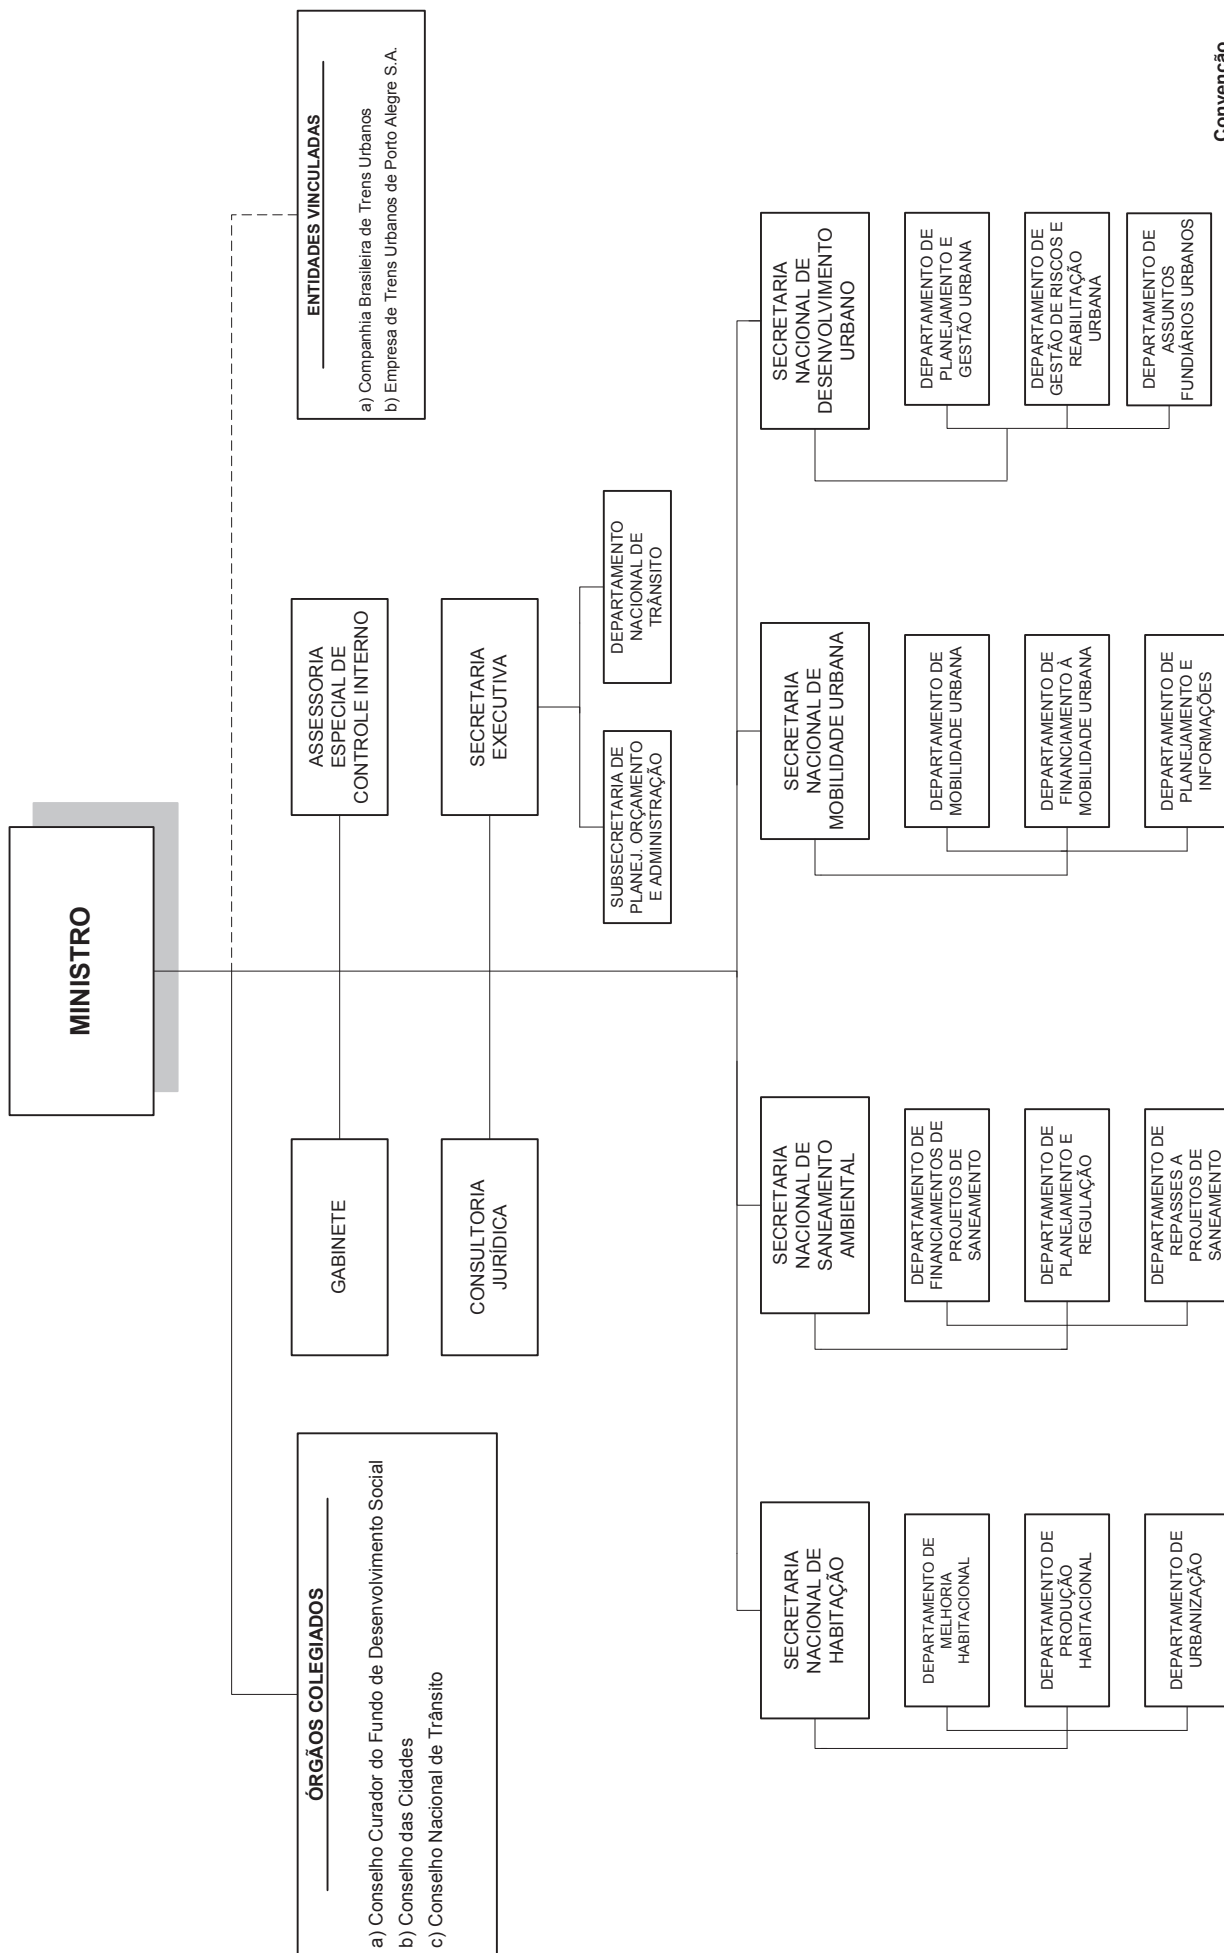 MINISTRO
ÓRGÃOS COLEGIADOS
a) Conselho Curador do Fundo de Desenvolvimento Social
b) Conselho das Cidades
c) Conselho Nacional de Trânsito
ENTIDADES VINCULADAS
a) Companhia Brasileira de Trens Urbanos
b) Empresa de Trens Urbanos de Porto Alegre S.A.
GABINETE
ASSESSORIA
ESPECIAL DE
CONTROLE INTERNO
CONSULTORIA
JURÍDICA
SECRETARIA
EXECUTIVA
SUBSECRETARIA DE
PLANEJ. ORÇAMENTO
E ADMINISTRAÇÃO
DEPARTAMENTO
NACIONAL DE
TRÂNSITO
SECRETARIA
NACIONAL DE
HABITAÇÃO
DEPARTAMENTO DE
MELHORIA
HABITACIONAL
DEPARTAMENTO DE
PRODUÇÃO
HABITACIONAL
DEPARTAMENTO DE
URBANIZAÇÃO
SECRETARIA
NACIONAL DE
SANEAMENTO
AMBIENTAL
DEPARTAMENTO DE
FINANCIAMENTOS DE
PROJETOS DE
SANEAMENTO
DEPARTAMENTO DE
PLANEJAMENTO E
REGULAÇÃO
DEPARTAMENTO DE
REPASSES A
PROJETOS DE
SANEAMENTO
SECRETARIA
NACIONAL DE
MOBILIDADE URBANA
DEPARTAMENTO DE
MOBILIDADE URBANA
DEPARTAMENTO DE
FINANCIAMENTO À
MOBILIDADE URBANA
DEPARTAMENTO DE
PLANEJAMENTO E
INFORMAÇÕES
SECRETARIA
NACIONAL DE
DESENVOLVIMENTO
URBANO
DEPARTAMENTO DE
PLANEJAMENTO E
GESTÃO URBANA
DEPARTAMENTO DE
GESTÃO DE RISCOS E
REABILITAÇÃO
URBANA
DEPARTAMENTO DE
ASSUNTOS
FUNDIÁRIOS URBANOS
Convenção